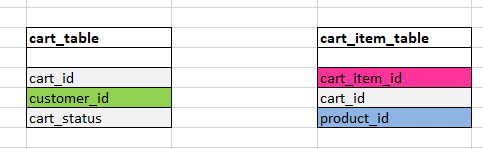 cart_table
cart_id
customer_id
cart_status
cart_item_table
cart_item_id
cart_id
product_id